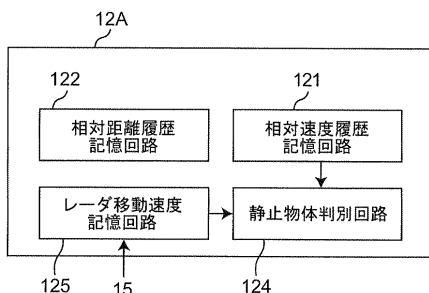 12A
122
121
相対距離履歴
記憶回路
相対速度履歴
記憶回路
レーダ移動速度
記憶回路
静止物体判別回路
125
15
124